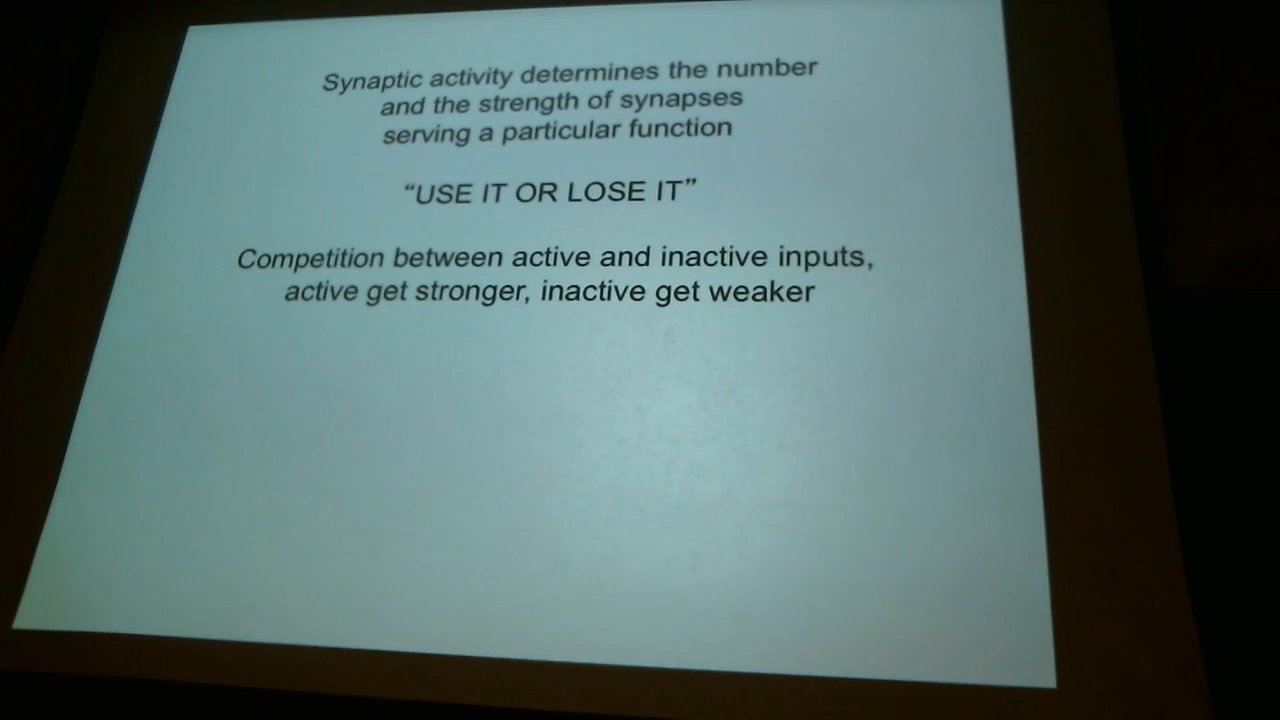 Synaptic activity determines the number
and the strength of synapses
serving a particular function
“USE IT OR LOSE IT”
Competition between active and inactive inputs,
active get stronger, inactive get weaker